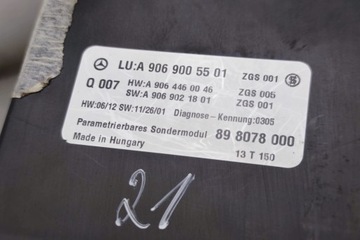 LU:A 906 900 55 01 ZGS 001
Q 007 HW:A 906 446 00 46 ZGS 005
SW:A 906 902 18 01 ZGS 001
HW:06/12 SW:11/26/01 Diagnose - Kennung:0305
Parametrierbares Sondermodul 89 8078 000
Made in Hungary 13 T 150
21